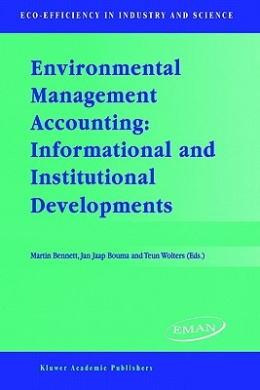 ECO-EFFICIENCY IN INDUSTRY AND SCIENCE
Environmental
Management
Accounting:
Informational and
Institutional
Developments
Martin Bennett, Jan Jaap Bouma and Teun Wolters (Eds.)
EMAN
Kluwer Academic Publishers